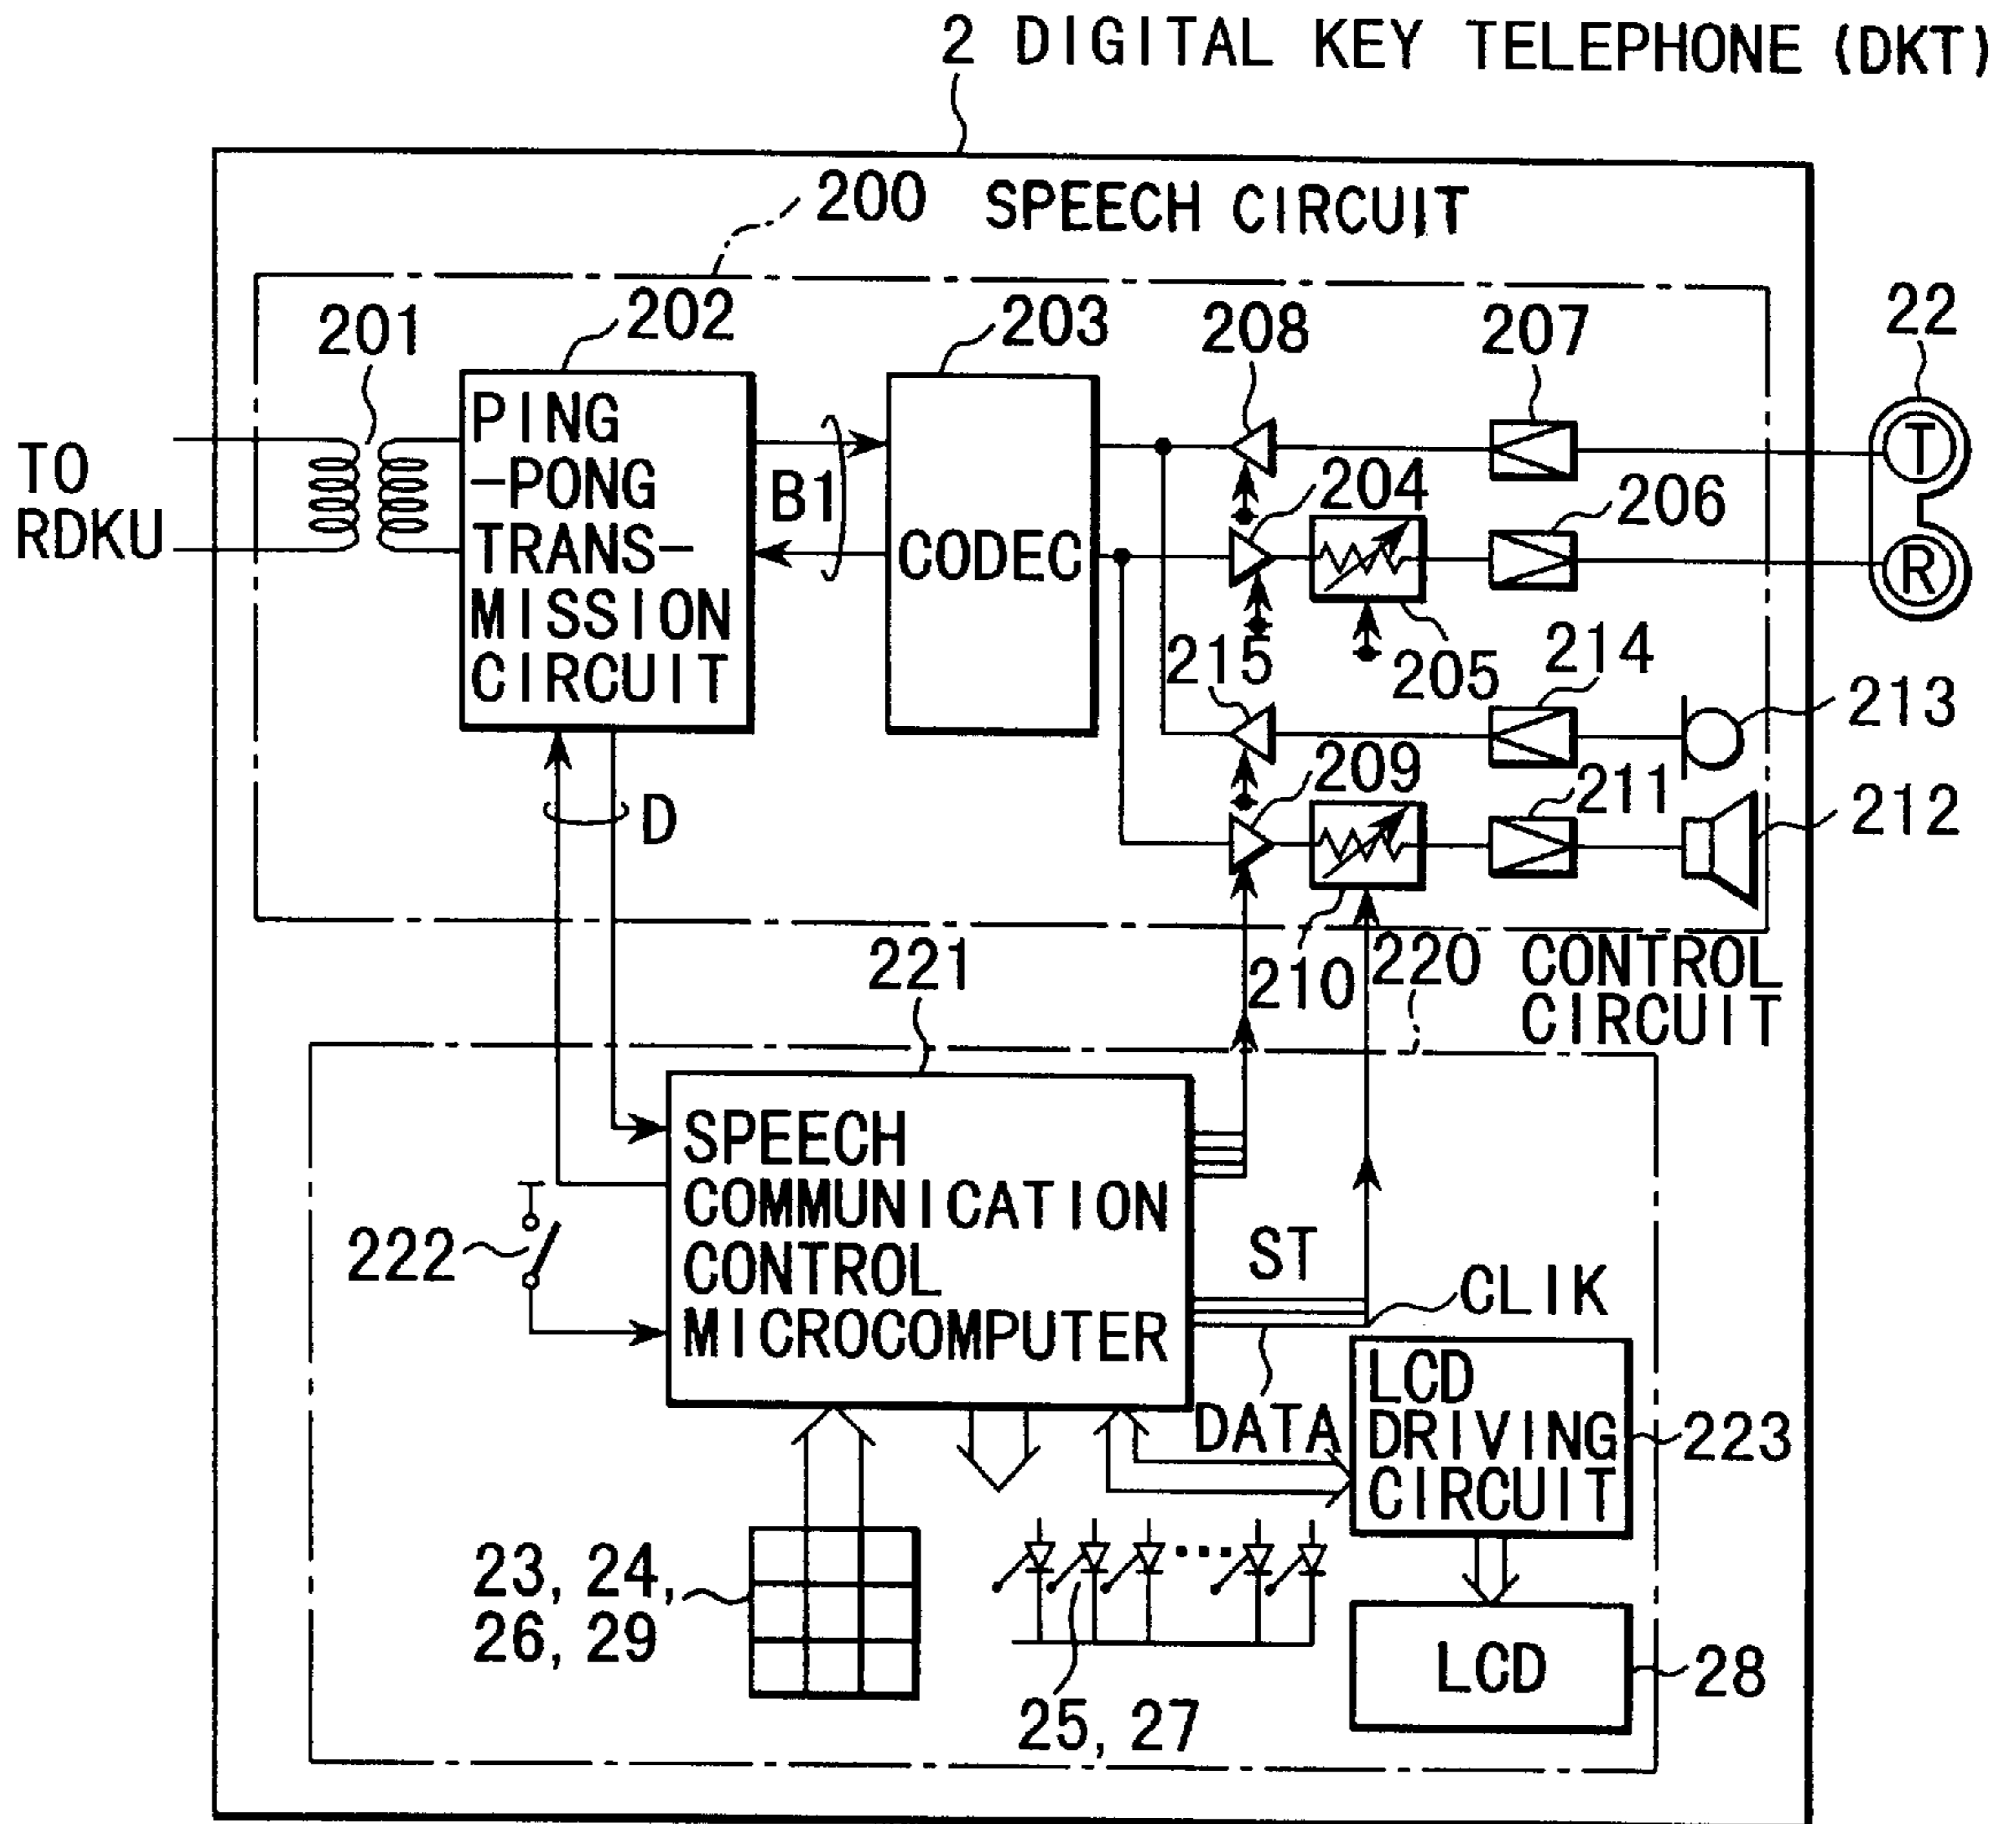 2 DIGITAL KEY TELEPHONE (DKT)
200 SPEECH CIRCUIT
201
202
203
208
207
22
TO
RDKU
PING
-PONG
TRANS-
MISSION
CIRCUIT
B1
CODEC
204
206
T
R
215
205
214
213
209
211
212
D
210
220 CONTROL
CIRCUIT
221
SPEECH
COMMUNICATION
CONTROL
MICROCOMPUTER
222
ST
CLIK
DATA
LCD
DRIVING
CIRCUIT
223
23, 24,
26, 29
25, 27
LCD
28